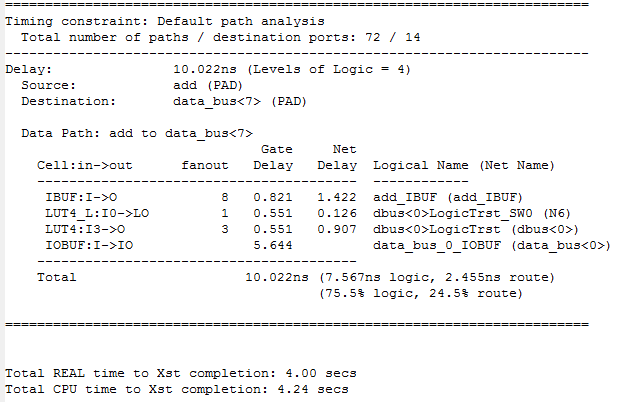 =========================================================================
Timing constraint: Default path analysis
  Total number of paths / destination ports: 72 / 14
-------------------------------------------------------------------------
Delay:               10.022ns (Levels of Logic = 4)
  Source:            add (PAD)
  Destination:       data_bus<7> (PAD)
  Data Path: add to data_bus<7>
                                Gate     Net
    Cell:in->out      fanout   Delay   Delay  Logical Name (Net Name)
    ----------------------------------------  ------------
     IBUF:I->O             8   0.821   1.422  add_IBUF (add_IBUF)
     LUT4_L:I0->LO         1   0.551   0.126  dbus<0>LogicTrst_SW0 (N6)
     LUT4:I3->O            3   0.551   0.907  dbus<0>LogicTrst (dbus<0>)
     IOBUF:I->IO               5.644          data_bus_0_IOBUF (data_bus<0>)
    ----------------------------------------
    Total                     10.022ns (7.567ns logic, 2.455ns route)
                                       (75.5% logic, 24.5% route)
=========================================================================
Total REAL time to Xst completion: 4.00 secs
Total CPU time to Xst completion: 4.24 secs